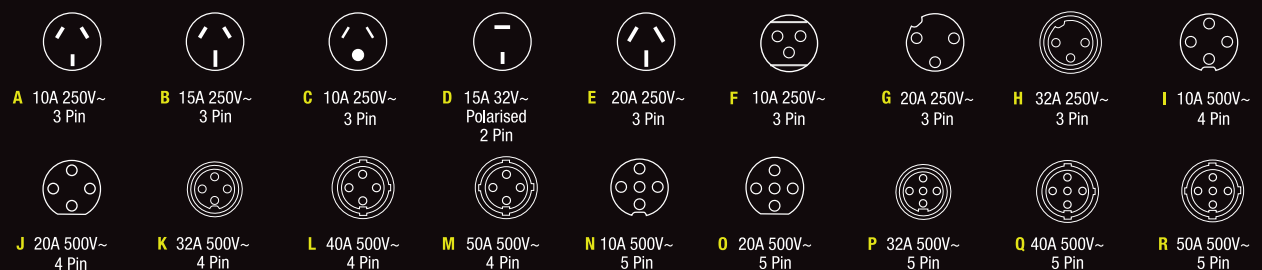 A 10A 250V~
3 Pin
B 15A 250V~
3 Pin
C 10A 250V~
3 Pin
D 15A 32V~
Polarised
2 Pin
E 20A 250V~
3 Pin
F 10A 250V~
3 Pin
G 20A 250V~
3 Pin
H 32A 250V~
3 Pin
I 10A 500V~
4 Pin
J 20A 500V~
4 Pin
K 32A 500V~
4 Pin
L 40A 500V~
4 Pin
M 50A 500V~
4 Pin
N 10A 500V~
5 Pin
O 20A 500V~
5 Pin
P 32A 500V~
5 Pin
Q 40A 500V~
5 Pin
R 50A 500V~
5 Pin